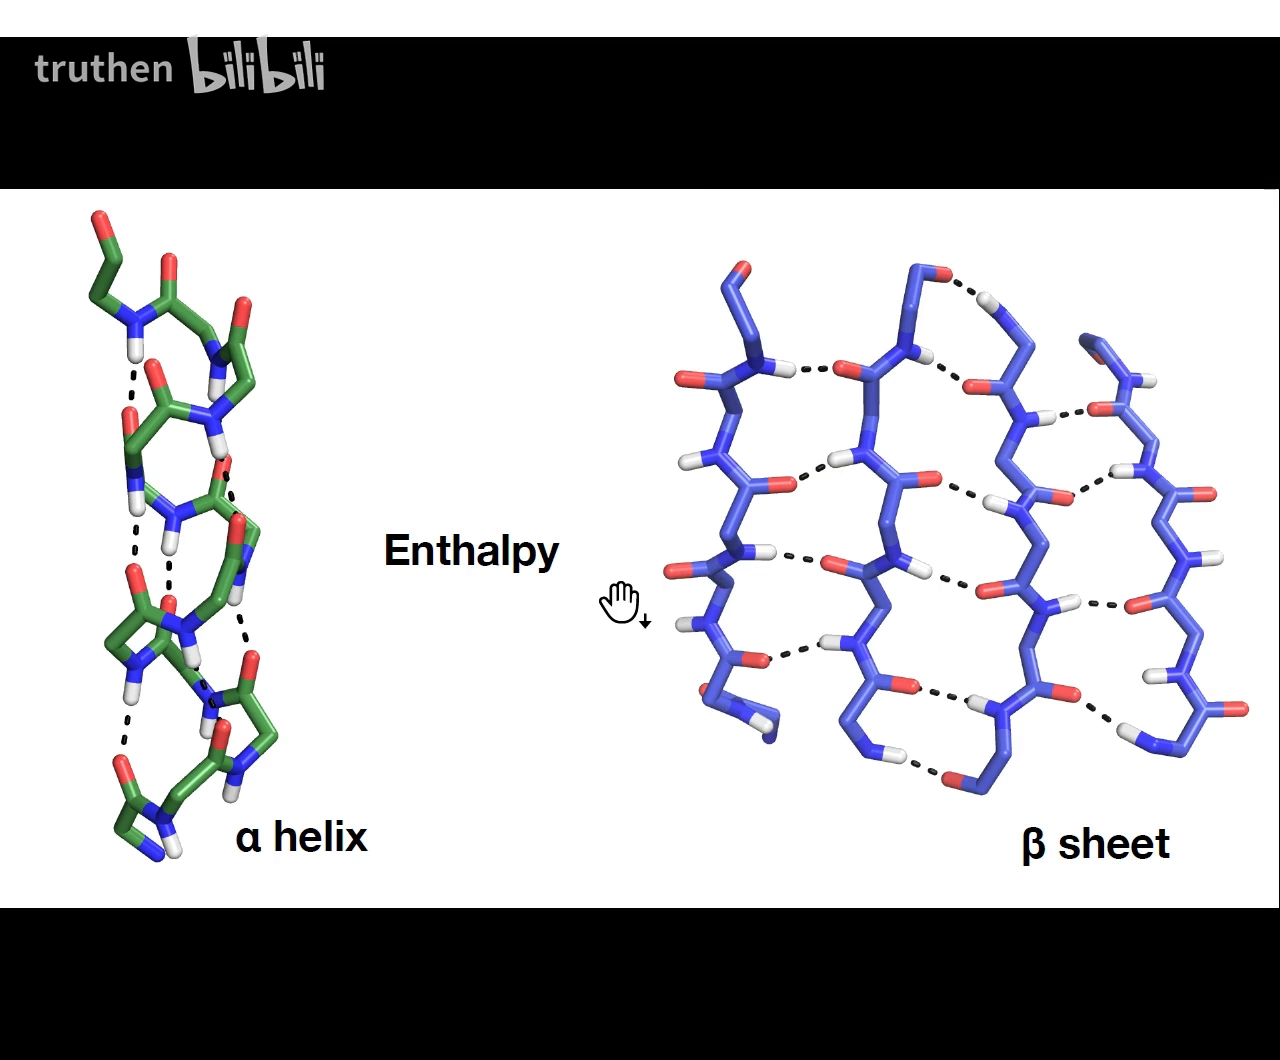 truthen bilibili
Enthalpy
α helix
β sheet